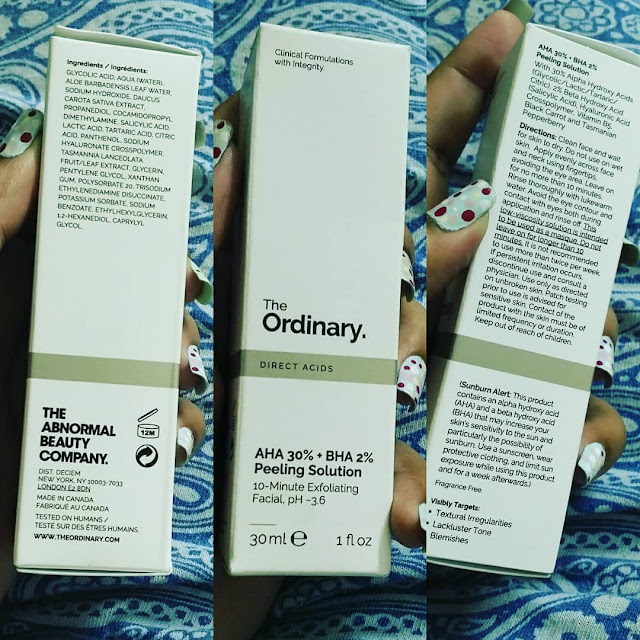 Ingredients / Ingrédients:
GLYCOLIC ACID, AQUA (WATER),
ALOE BARBADENSIS LEAF WATER,
SODIUM HYDROXIDE, DAUCUS
CAROTA SATIVA EXTRACT,
PROPANEDIOL, COCAMIDOPROPYL
DIMETHYLAMINE, SALICYLIC ACID,
LACTIC ACID, TARTARIC ACID, CITRIC
ACID, PANTHENOL, SODIUM
HYALURONATE CROSSPOLYMER,
TASMANNIA LANCEOLATA
FRUIT/LEAF EXTRACT, GLYCERIN,
PENTYLENE GLYCOL, XANTHAN
GUM, POLYSORBATE 20, TRISODIUM
ETHYLENEDIAMINE DISUCCINATE,
POTASSIUM SORBATE, SODIUM
BENZOATE, ETHYLHEXYLGLYCERIN,
1,2-HEXANEDIOL, CAPRYLYL
GLYCOL.
THE
ABNORMAL
BEAUTY
COMPANY.
12M
DIST. DECIEM
NEW YORK, NY 10003-7033
LONDON E2 8DN
MADE IN CANADA
FABRIQUÉ AU CANADA
TESTED ON HUMANS /
TESTÉ SUR DES ÊTRES HUMAINS.
WWW.THEORDINARY.COM
Clinical Formulations
with Integrity.
The
Ordinary.
DIRECT ACIDS
AHA 30% + BHA 2%
Peeling Solution
10-Minute Exfoliating
Facial, pH ~3.6
30 ml e 1 fl oz
AHA 30% + BHA 2%
Peeling Solution
With 30% Alpha Hydroxy Acids
(Glycolic/Lactic/Tartaric/
Citric), 2% Beta Hydroxy Acid
(Salicylic Acid), Hyaluronic Acid
Crosspolymer, Vitamin B5,
Black Carrot and Tasmanian
Pepperberry
Directions: Clean face and wait
for skin to dry. Do not use on wet
skin. Apply evenly across face
and neck using fingertips,
avoiding the eye area. Leave on
for no more than 10 minutes.
Rinse thoroughly with lukewarm
water. Avoid the eye contour and
contact with eyes both during
application and rinse off. This
low-viscosity solution is intended
to be used as a masque. Do not
leave on for longer than 10
minutes. It is not recommended
to use more than twice per week.
If persistent irritation occurs,
discontinue use and consult a
physician. Use only as directed
on unbroken skin. Patch testing
prior to use is advised for
sensitive skin. Contact of the
product with the skin must be of
limited frequency or duration.
Keep out of reach of children.
(Sunburn Alert: This product
contains an alpha hydroxy acid
(AHA) and a beta hydroxy acid
(BHA) that may increase your
skin's sensitivity to the sun and
particularly the possibility of
sunburn. Use a sunscreen, wear
protective clothing, and limit sun
exposure while using this product
and for a week afterwards.)
Fragrance Free.
Visibly Targets:
• Textural Irregularities
• Lackluster Tone
Blemishes